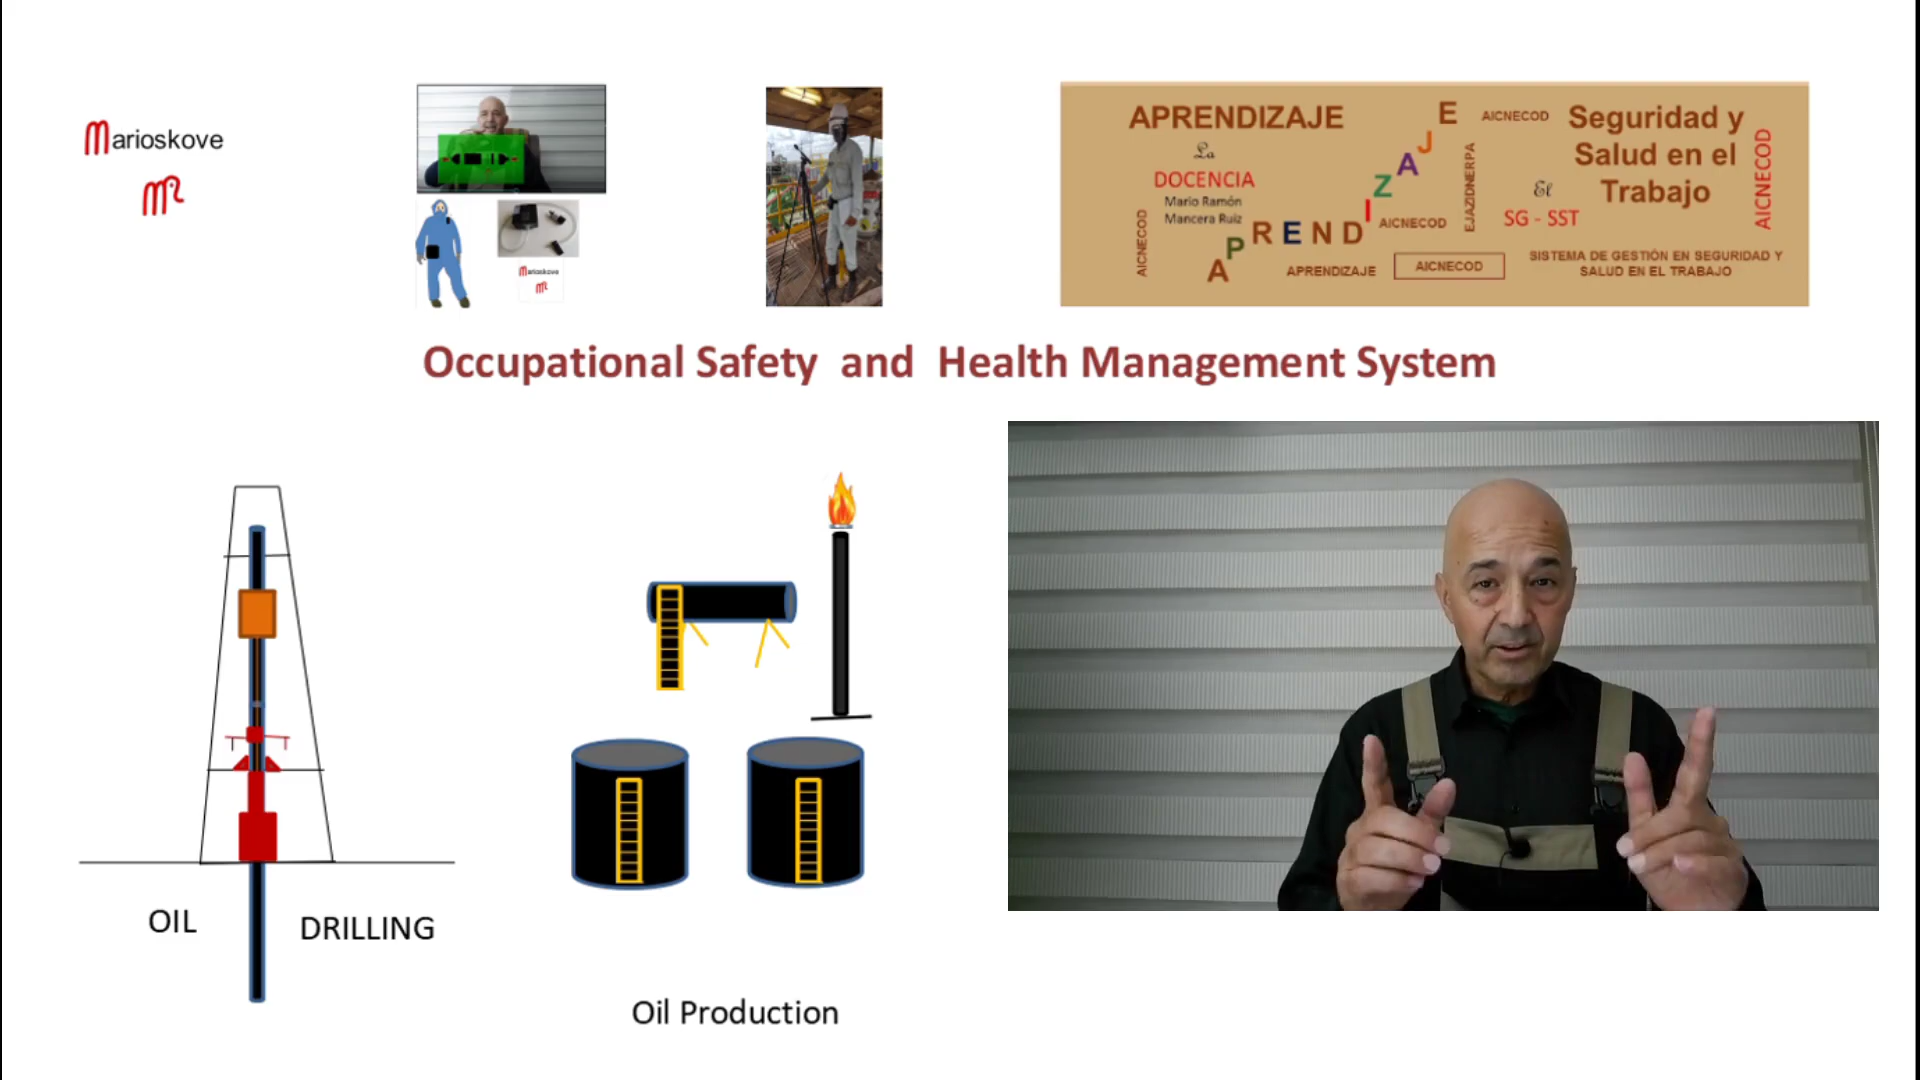 Marioskove
Marioskove
APRENDIZAJE
La
DOCENCIA
Mario Ramón
Mancera Ruiz
AICNECOD
APRENDIZAJE
AICNECOD
EJAZIDNERPA
AICNECOD
APRENDIZAJE
AICNECOD
El
SG - SST
Seguridad y
Salud en el
Trabajo
AICNECOD
SISTEMA DE GESTIÓN EN SEGURIDAD Y
SALUD EN EL TRABAJO
Occupational Safety and Health Management System
OIL
DRILLING
Oil Production